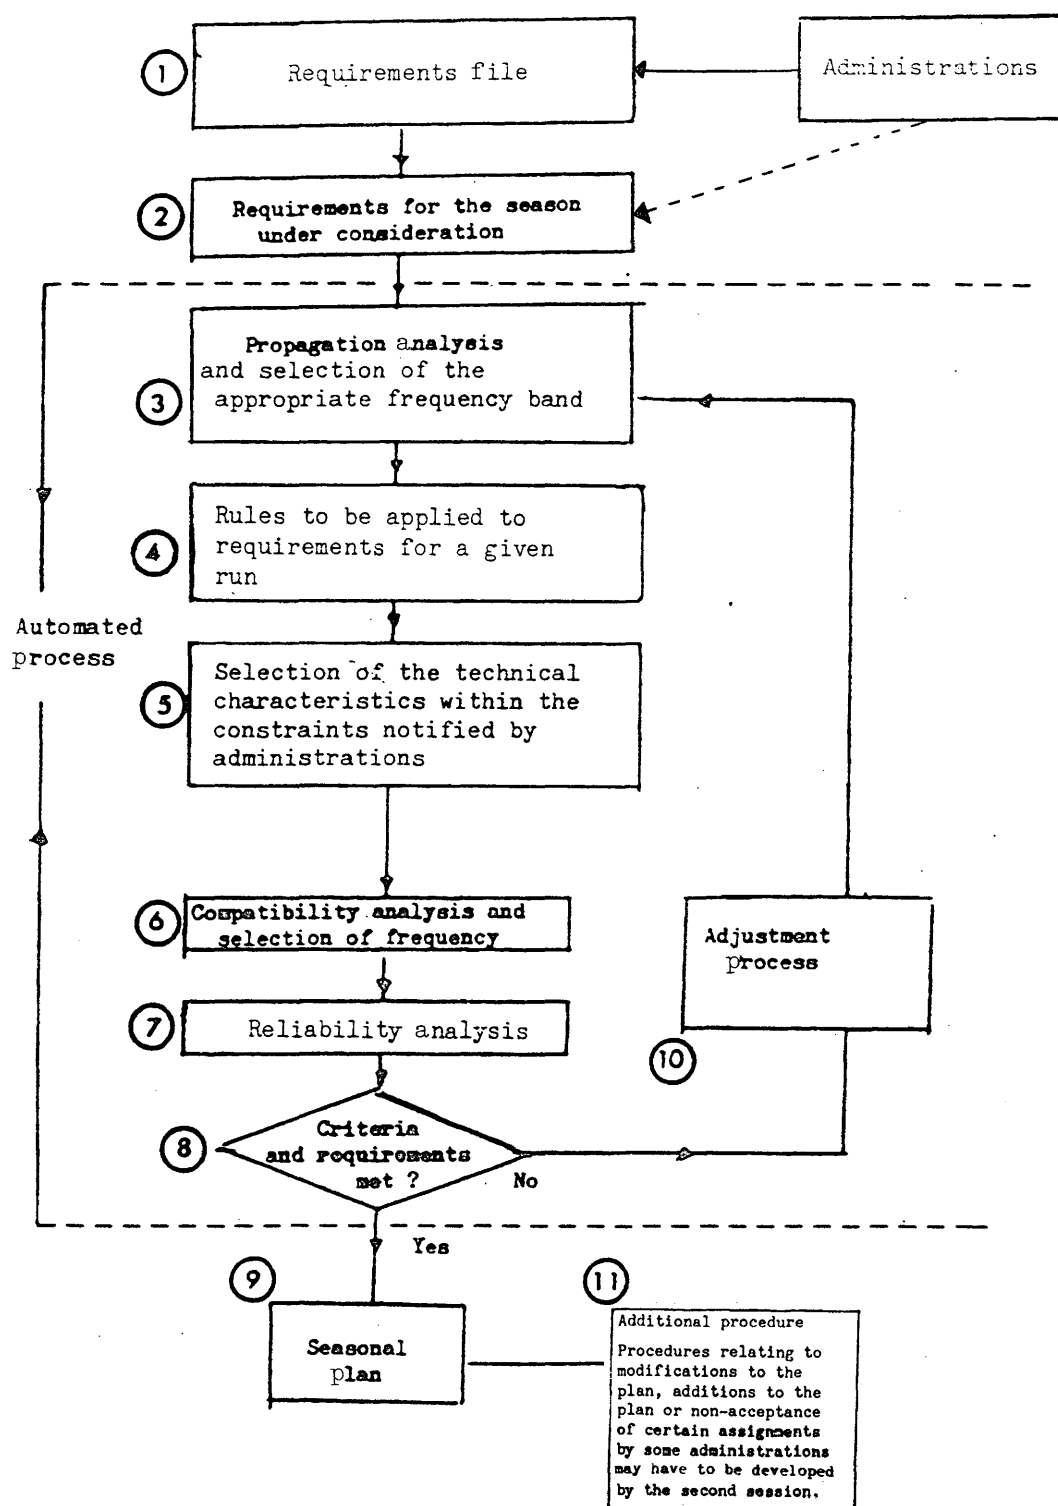 1
Requirements file
Administrations
2
Requirements for the season
under consideration
Propagation analysis
and selection of the
appropriate frequency band
3
Rules to be applied to
requirements for a given
run
4
Automated
process
Selection of the technical
characteristics within the
constraints notified by
administrations
5
6
Compatibility analysis and
selection of frequency
Adjustment
process
7
Reliability analysis
10
8
Criteria
and requirements
met ?
No
Yes
9
11
Seasonal
plan
Additional procedure
Procedures relating to
modifications to the
plan, additions to the
plan or non-acceptance
of certain assignments
by some administrations
may have to be developed
by the second session.